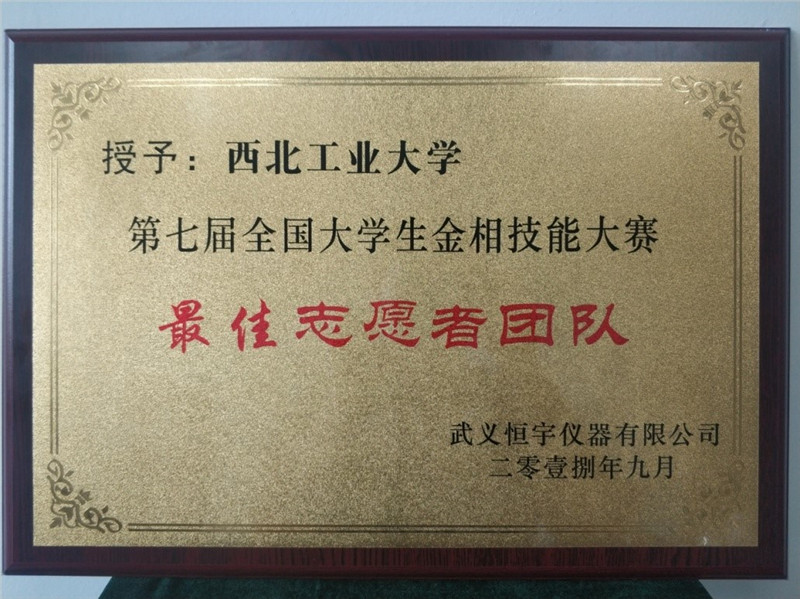 授予：西北工业大学
第七届全国大学生金相技能大赛
最佳志愿者团队
武义恒宇仪器有限公司
二零壹捌年九月